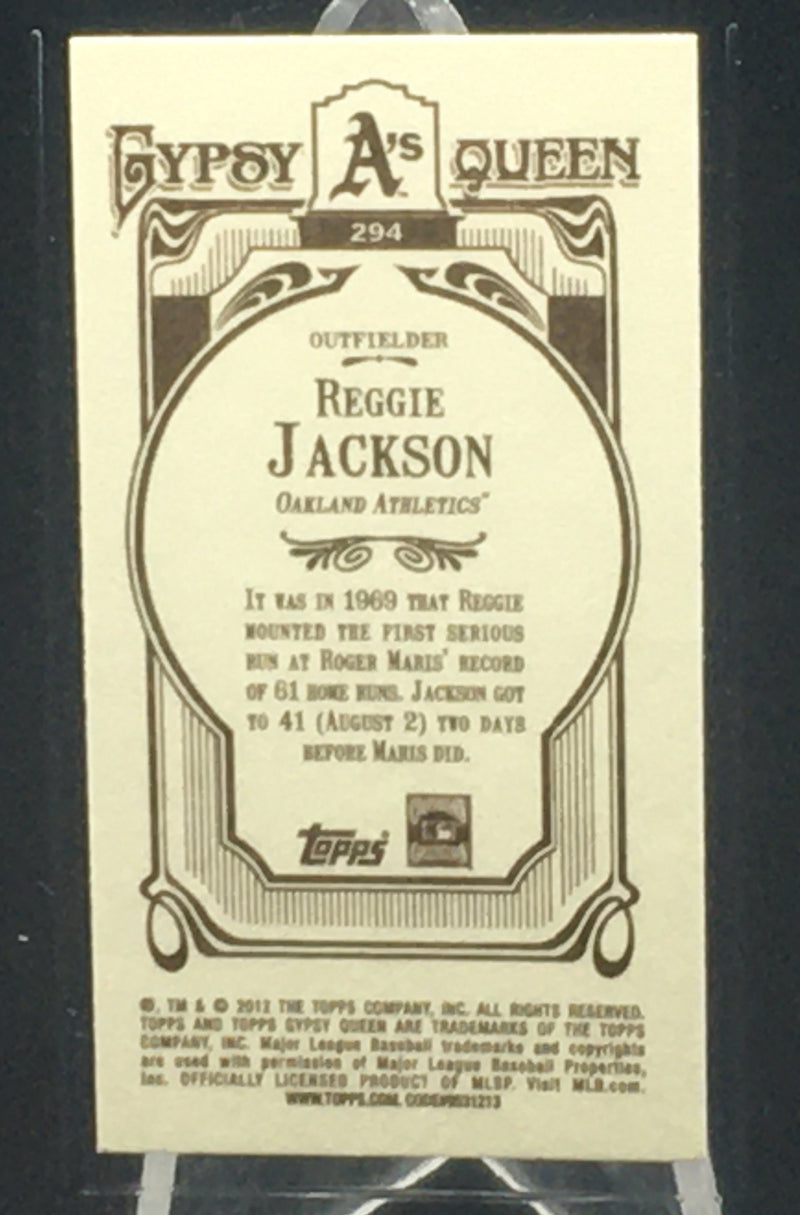 GYPSY A's QUEEN
294
OUTFIELDER
REGGIE
JACKSON
OAKLAND ATHLETICS™
IT WAS IN 1969 THAT REGGIE
MOUNTED THE FIRST SERIOUS
RUN AT ROGER MARIS' RECORD
OF 61 HOME RUNS. JACKSON GOT
TO 41 (AUGUST 2) TWO DAYS
BEFORE MARIS DID.
Topps
®, TM & © 2012 THE TOPPS COMPANY, INC. ALL RIGHTS RESERVED.
TOPPS AND TOPPS GYPSY QUEEN ARE TRADEMARKS OF THE TOPPS
COMPANY, INC. Major League Baseball trademarks and copyrights
are used with permission of Major League Baseball Properties,
Inc. OFFICIALLY LICENSED PRODUCT OF MLBP. Visit MLB.com.
WWW.TOPPS.COM.